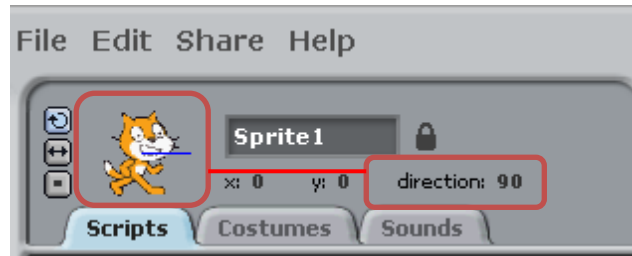 File Edit Share Help
Sprite1
x: 0 y: 0 direction: 90
Scripts Costumes Sounds